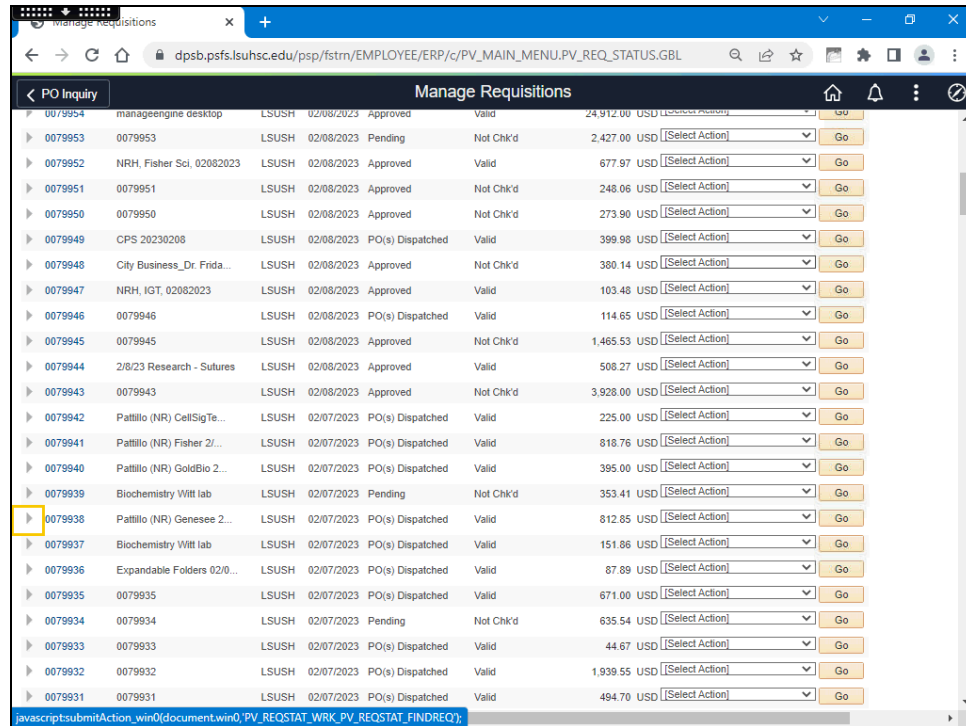 Manage Requisitions
dpsb.psfs.lsuhsc.edu/psp/fstrn/EMPLOYEE/ERP/c/PV_MAIN_MENU.PV_REQ_STATUS.GBL
PO Inquiry Manage Requisitions
0079954 manageengine desktop LSUSH 02/08/2023 Approved Valid 24,912.00 USD [Select Action] Go
0079953 0079953 LSUSH 02/08/2023 Pending Not Chk'd 2,427.00 USD [Select Action] Go
0079952 NRH, Fisher Sci, 02082023 LSUSH 02/08/2023 Approved Valid 677.97 USD [Select Action] Go
0079951 0079951 LSUSH 02/08/2023 Approved Not Chk'd 248.06 USD [Select Action] Go
0079950 0079950 LSUSH 02/08/2023 Approved Not Chk'd 273.90 USD [Select Action] Go
0079949 CPS 20230208 LSUSH 02/08/2023 PO(s) Dispatched Valid 399.98 USD [Select Action] Go
0079948 City Business_Dr. Frida... LSUSH 02/08/2023 Approved Not Chk'd 380.14 USD [Select Action] Go
0079947 NRH, IGT, 02082023 LSUSH 02/08/2023 Approved Valid 103.48 USD [Select Action] Go
0079946 0079946 LSUSH 02/08/2023 PO(s) Dispatched Valid 114.65 USD [Select Action] Go
0079945 0079945 LSUSH 02/08/2023 Approved Not Chk'd 1,465.53 USD [Select Action] Go
0079944 2/8/23 Research - Sutures LSUSH 02/08/2023 Approved Valid 508.27 USD [Select Action] Go
0079943 0079943 LSUSH 02/08/2023 Approved Not Chk'd 3,928.00 USD [Select Action] Go
0079942 Pattillo (NR) CellSigTe... LSUSH 02/07/2023 PO(s) Dispatched Valid 225.00 USD [Select Action] Go
0079941 Pattillo (NR) Fisher 2/... LSUSH 02/07/2023 PO(s) Dispatched Valid 818.76 USD [Select Action] Go
0079940 Pattillo (NR) GoldBio 2... LSUSH 02/07/2023 PO(s) Dispatched Valid 395.00 USD [Select Action] Go
0079939 Biochemistry Witt lab LSUSH 02/07/2023 Pending Not Chk'd 353.41 USD [Select Action] Go
0079938 Pattillo (NR) Genesee 2... LSUSH 02/07/2023 PO(s) Dispatched Valid 812.85 USD [Select Action] Go
0079937 Biochemistry Witt lab LSUSH 02/07/2023 PO(s) Dispatched Valid 151.86 USD [Select Action] Go
0079936 Expandable Folders 02/0... LSUSH 02/07/2023 PO(s) Dispatched Valid 87.89 USD [Select Action] Go
0079935 0079935 LSUSH 02/07/2023 PO(s) Dispatched Valid 671.00 USD [Select Action] Go
0079934 0079934 LSUSH 02/07/2023 Pending Not Chk'd 635.54 USD [Select Action] Go
0079933 0079933 LSUSH 02/07/2023 PO(s) Dispatched Valid 44.67 USD [Select Action] Go
0079932 0079932 LSUSH 02/07/2023 PO(s) Dispatched Valid 1,939.55 USD [Select Action] Go
0079931 0079931 LSUSH 02/07/2023 PO(s) Dispatched Valid 494.70 USD [Select Action] Go
javascript:submitAction_win0(document.win0,'PV_REQSTAT_WRK_PV_REQSTAT_FINDREQ');